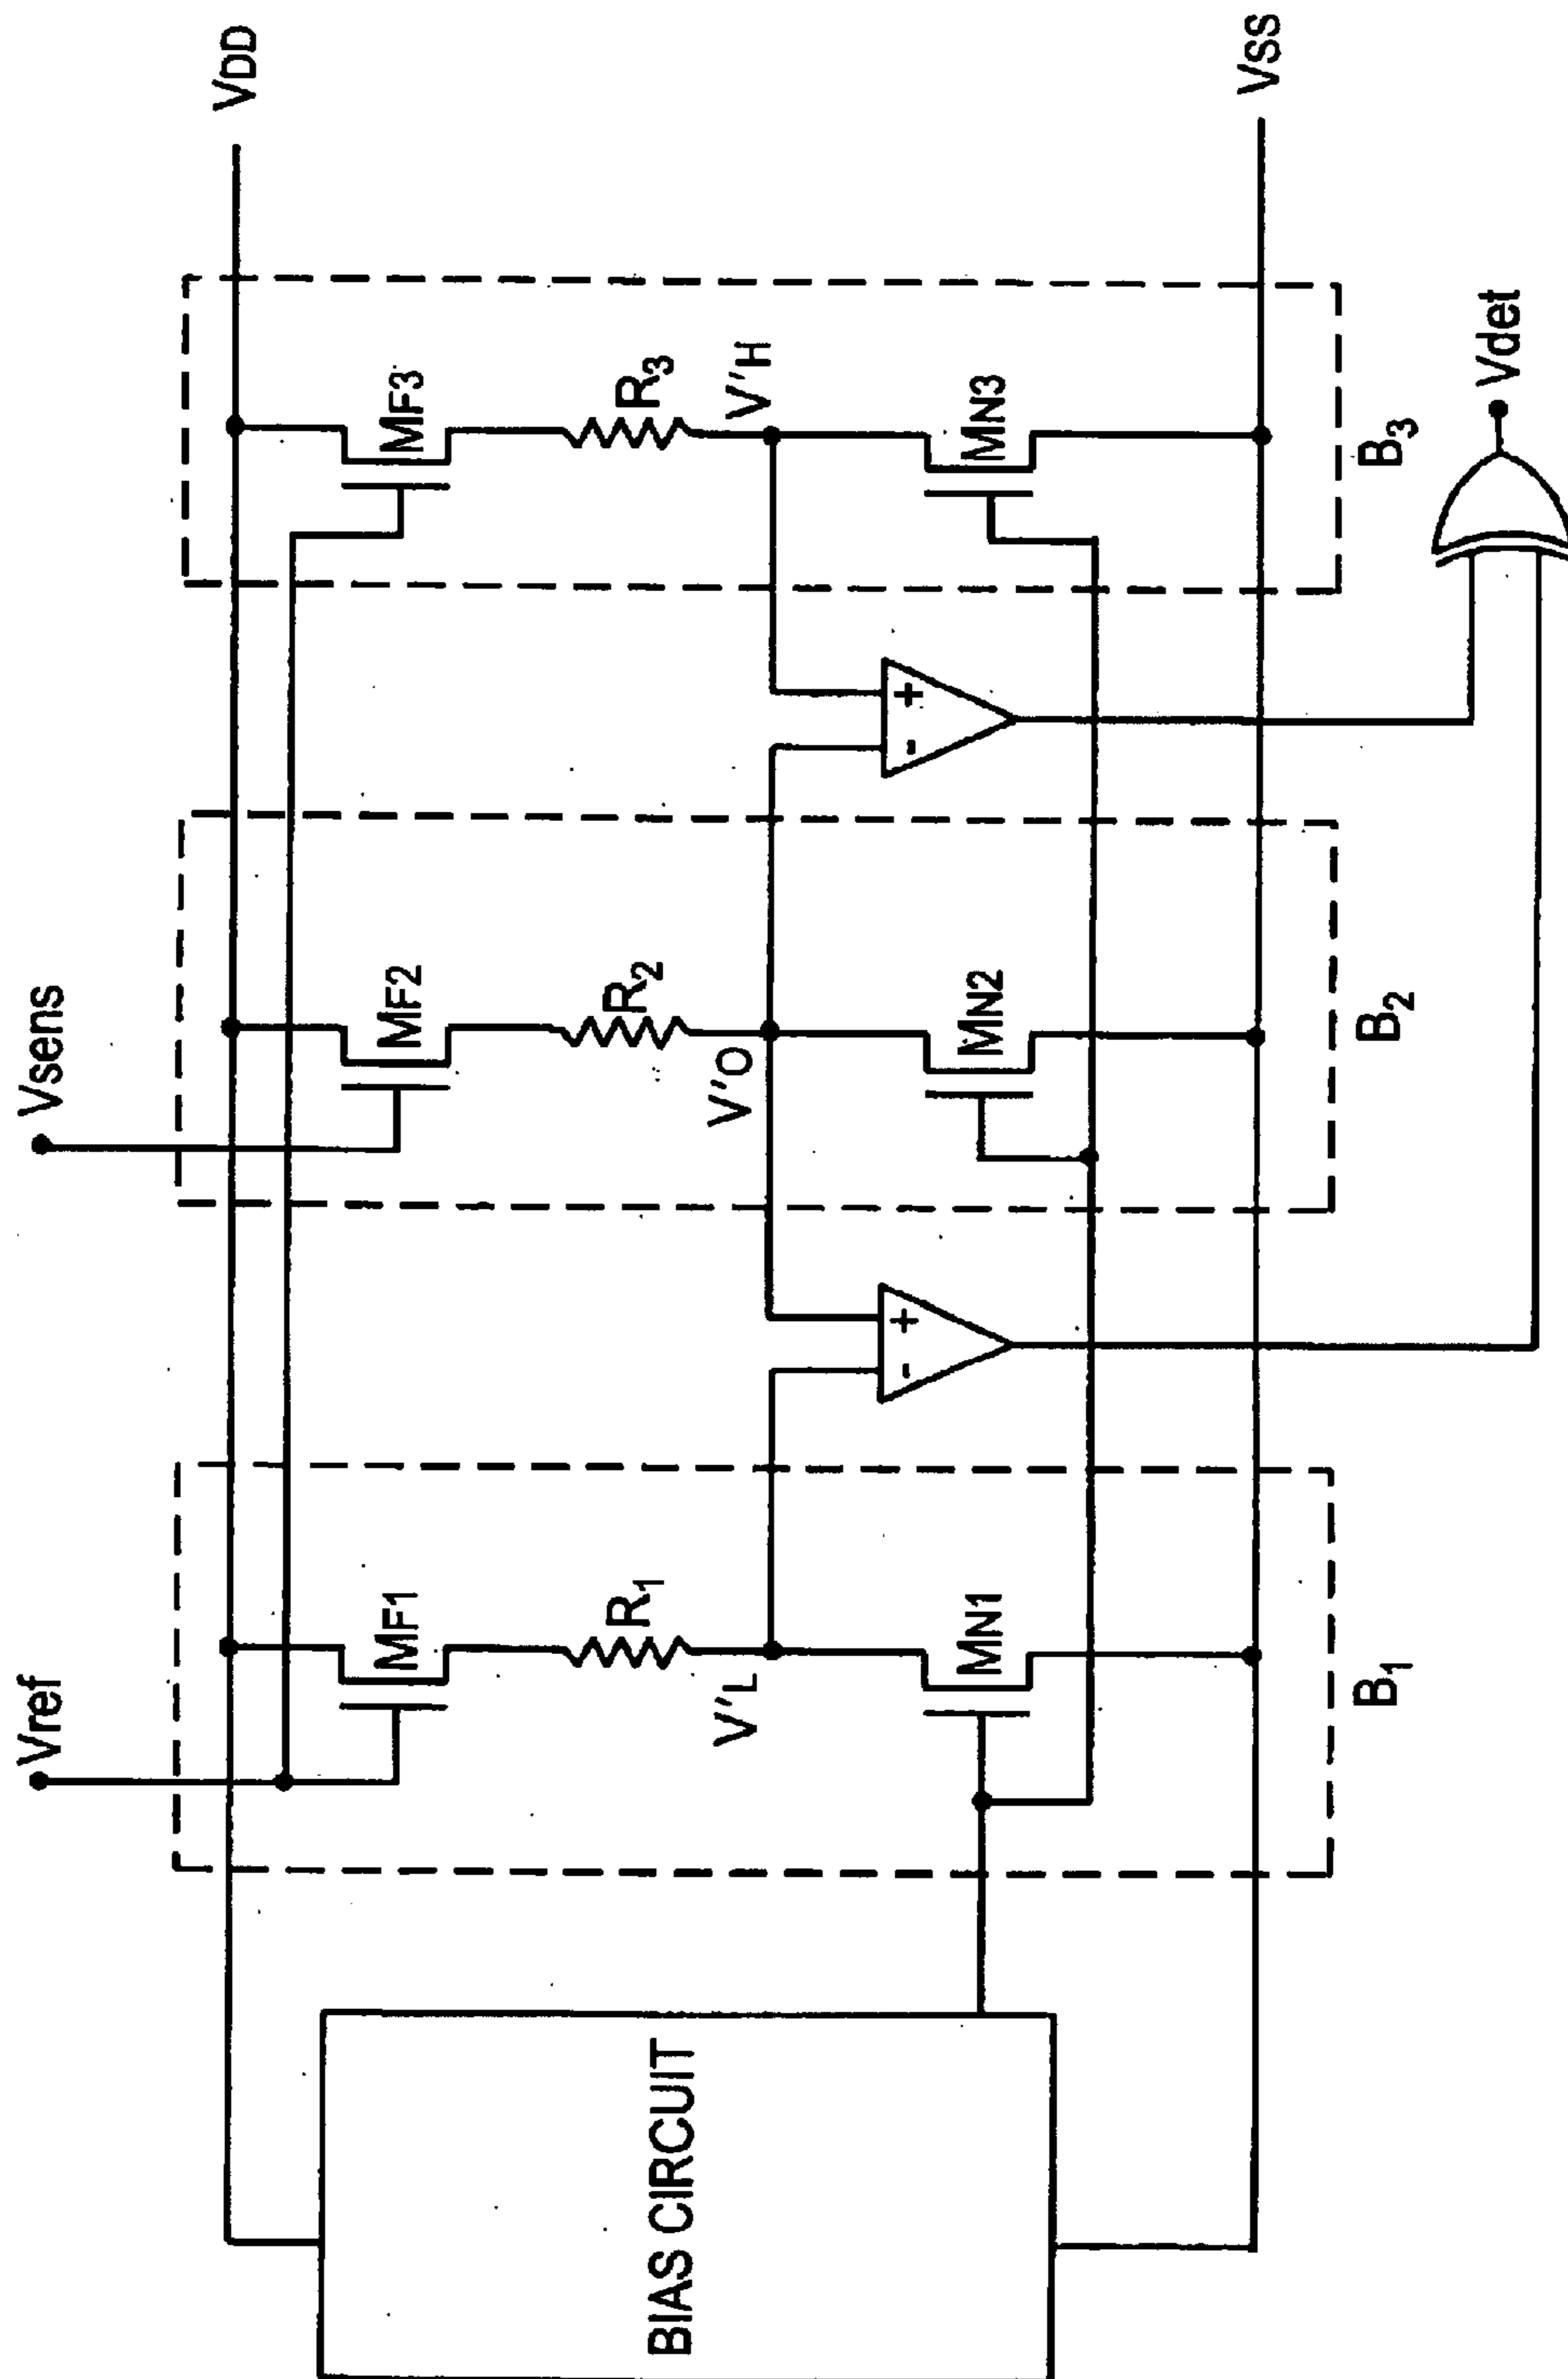 VDD
VSS
Vref
Vsens
MF1
MF2
MF3
R1
R2
R3
V'L
V'O
V'H
-
+
-
+
MN1
MN2
MN3
BIAS CIRCUIT
B1
B2
B3
Vdet